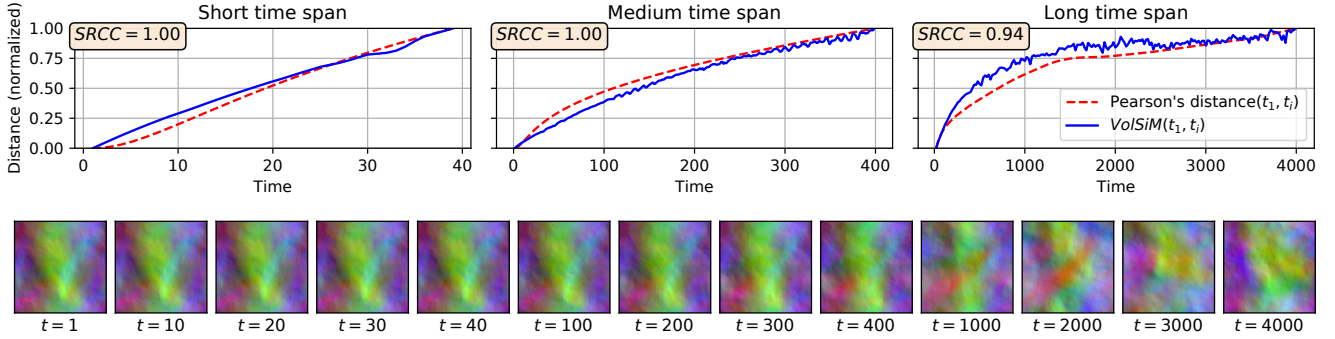 Short time span
Medium time span
Long time span
Distance (normalized)
1.00
0.75
0.50
0.25
0.00
SRCC = 1.00
0
10
20
30
40
Time
SRCC = 1.00
0
100
200
300
400
Time
SRCC = 0.94
Pearson's distance(t₁, tᵢ)
VolSiM(t₁, tᵢ)
0
1000
2000
3000
4000
Time
t = 1
t = 10
t = 20
t = 30
t = 40
t = 100
t = 200
t = 300
t = 400
t = 1000
t = 2000
t = 3000
t = 4000